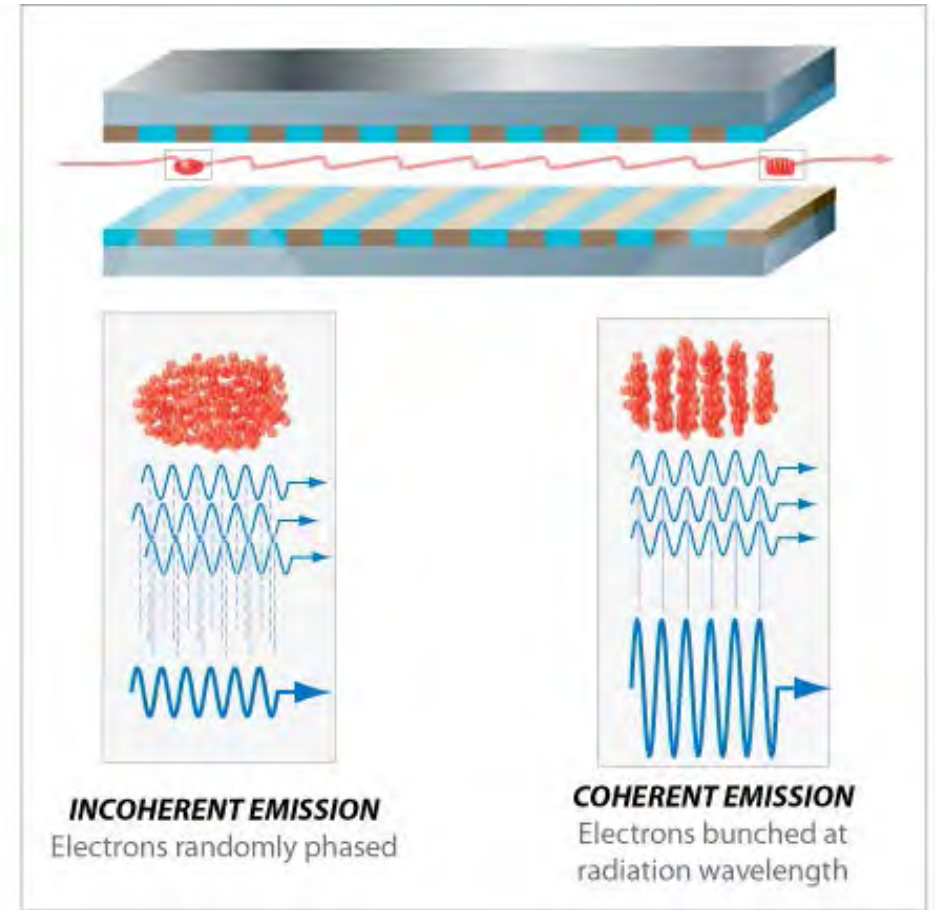 INCOHERENT EMISSION
Electrons randomly phased
COHERENT EMISSION
Electrons bunched at
radiation wavelength